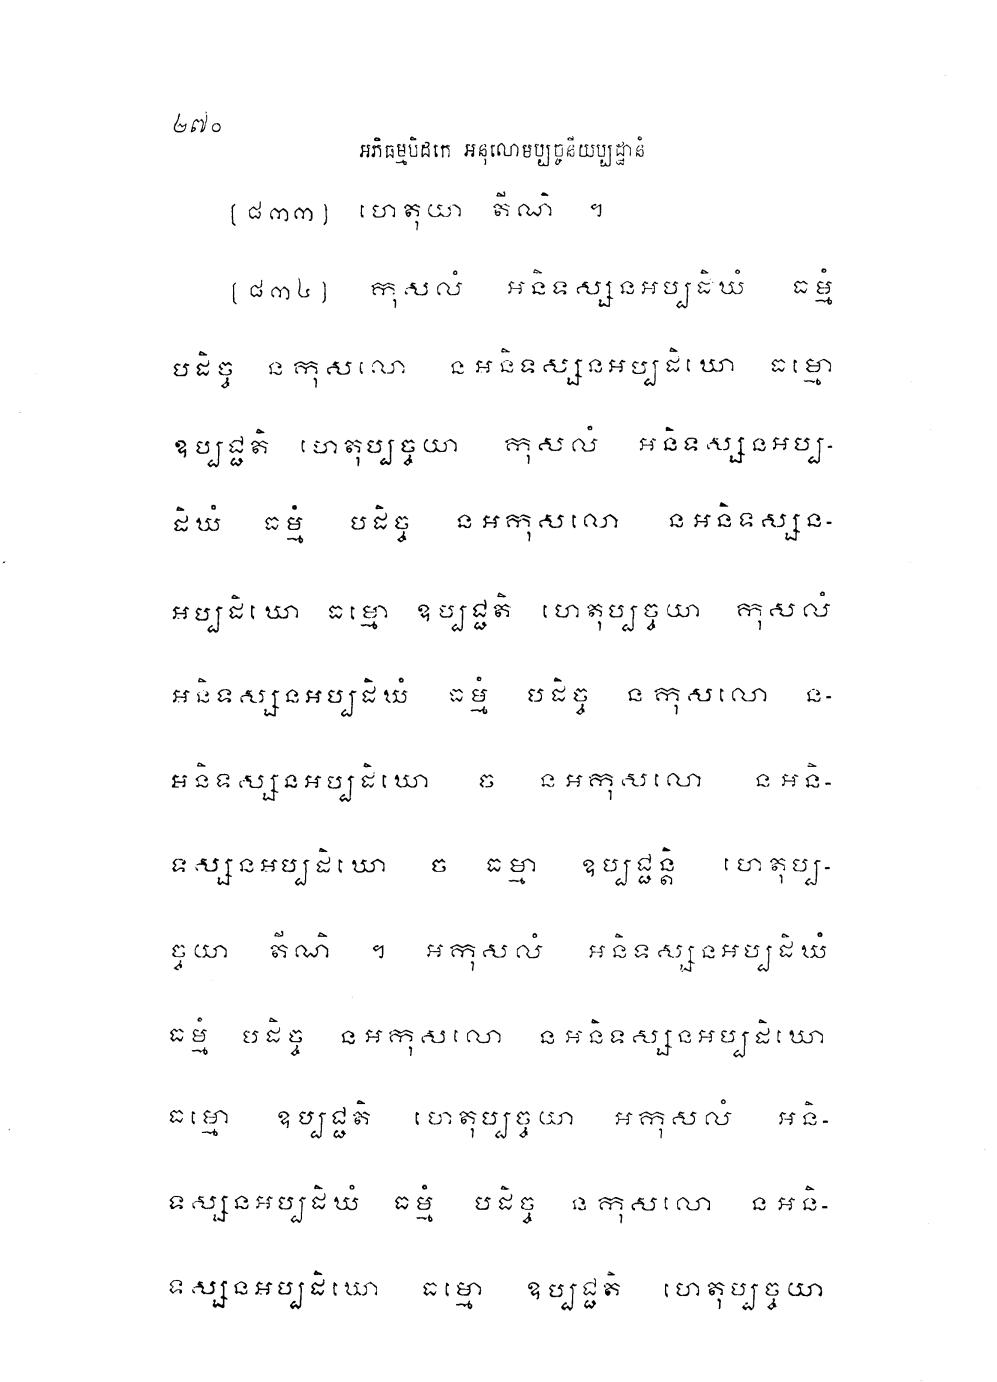 ២៧០
អភិធម្មបិដកេ អនុលោមប្បច្ចនីយប្បដ្ឋានំ
[៨៣៣] ហេតុយា តីណិ ។
[៨៣៤] កុសលំ អនិទស្សនអប្បដិឃំ ធម្មំ
បដិច្ច នកុសលោ នអនិទស្សនអប្បដិឃោ ធម្មោ
ឧប្បជ្ជតិ ហេតុប្បច្ចយា កុសលំ អនិទស្សនអប្ប-
ដិឃំ ធម្មំ បដិច្ច នអកុសលោ នអនិទស្សន-
អប្បដិឃោ ធម្មោ ឧប្បជ្ជតិ ហេតុប្បច្ចយា កុសលំ
អនិទស្សនអប្បដិឃំ ធម្មំ បដិច្ច នកុសលោ ន-
អនិទស្សនអប្បដិឃោ ច នអកុសលោ នអនិ-
ទស្សនអប្បដិឃោ ច ធម្មា ឧប្បជ្ជន្តិ ហេតុប្ប-
ច្ចយា តីណិ ។ អកុសលំ អនិទស្សនអប្បដិឃំ
ធម្មំ បដិច្ច នអកុសលោ នអនិទស្សនអប្បដិឃោ
ធម្មោ ឧប្បជ្ជតិ ហេតុប្បច្ចយា អកុសលំ អនិ-
ទស្សនអប្បដិឃំ ធម្មំ បដិច្ច នកុសលោ នអនិ-
ទស្សនអប្បដិឃោ ធម្មោ ឧប្បជ្ជតិ ហេតុប្បច្ចយា